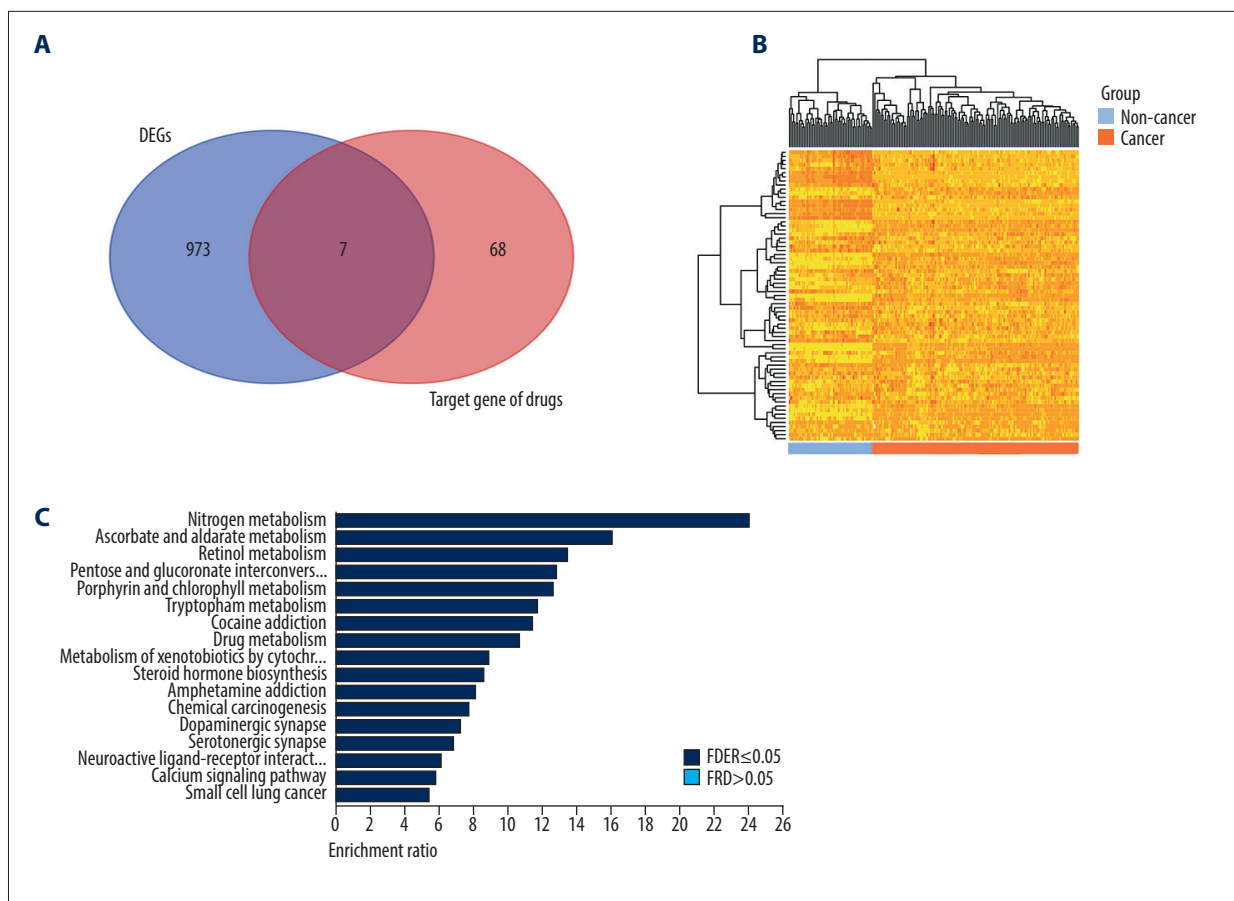 A
DEGs
973
7
68
Target gene of drugs
B
Group
Non-cancer
Cancer
C
Nitrogen metabolism
Ascorbate and aldarate metabolism
Retinol metabolism
Pentose and glucoronate interconvers...
Porphyrin and chlorophyll metabolism
Tryptopham metabolism
Cocaine addiction
Drug metabolism
Metabolism of xenotobiotics by cytochr...
Steroid hormone biosynthesis
Amphetamine addiction
Chemical carcinogenesis
Dopaminergic synapse
Serotonergic synapse
Neuroactive ligand-receptor interact...
Calcium signaling pathway
Small cell lung cancer
FDER≤0.05
FRD>0.05
0 2 4 6 8 10 12 14 16 18 20 22 24 26
Enrichment ratio